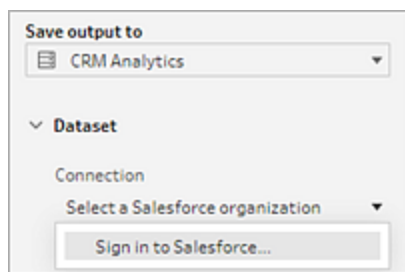 Save output to
CRM Analytics
Dataset
Connection
Select a Salesforce organization
Sign in to Salesforce...